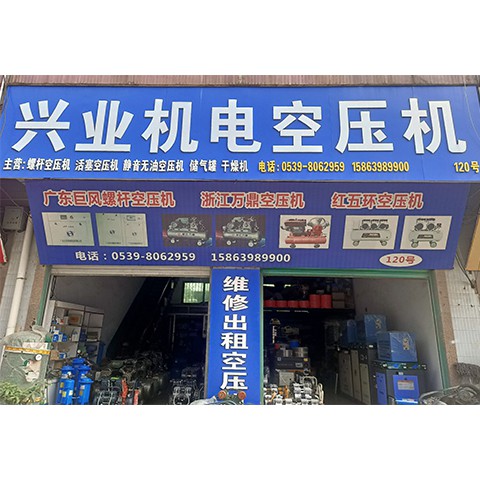 兴业机电空压机
主营:螺杆空压机 活塞空压机 静音无油空压机 储气罐 干燥机 电话:0539-8062959 15863989900 120号
广东巨风螺杆空压机 浙江万鼎空压机 红五环空压机
电话:0539-8062959 15863989900 120号
维修出租空压